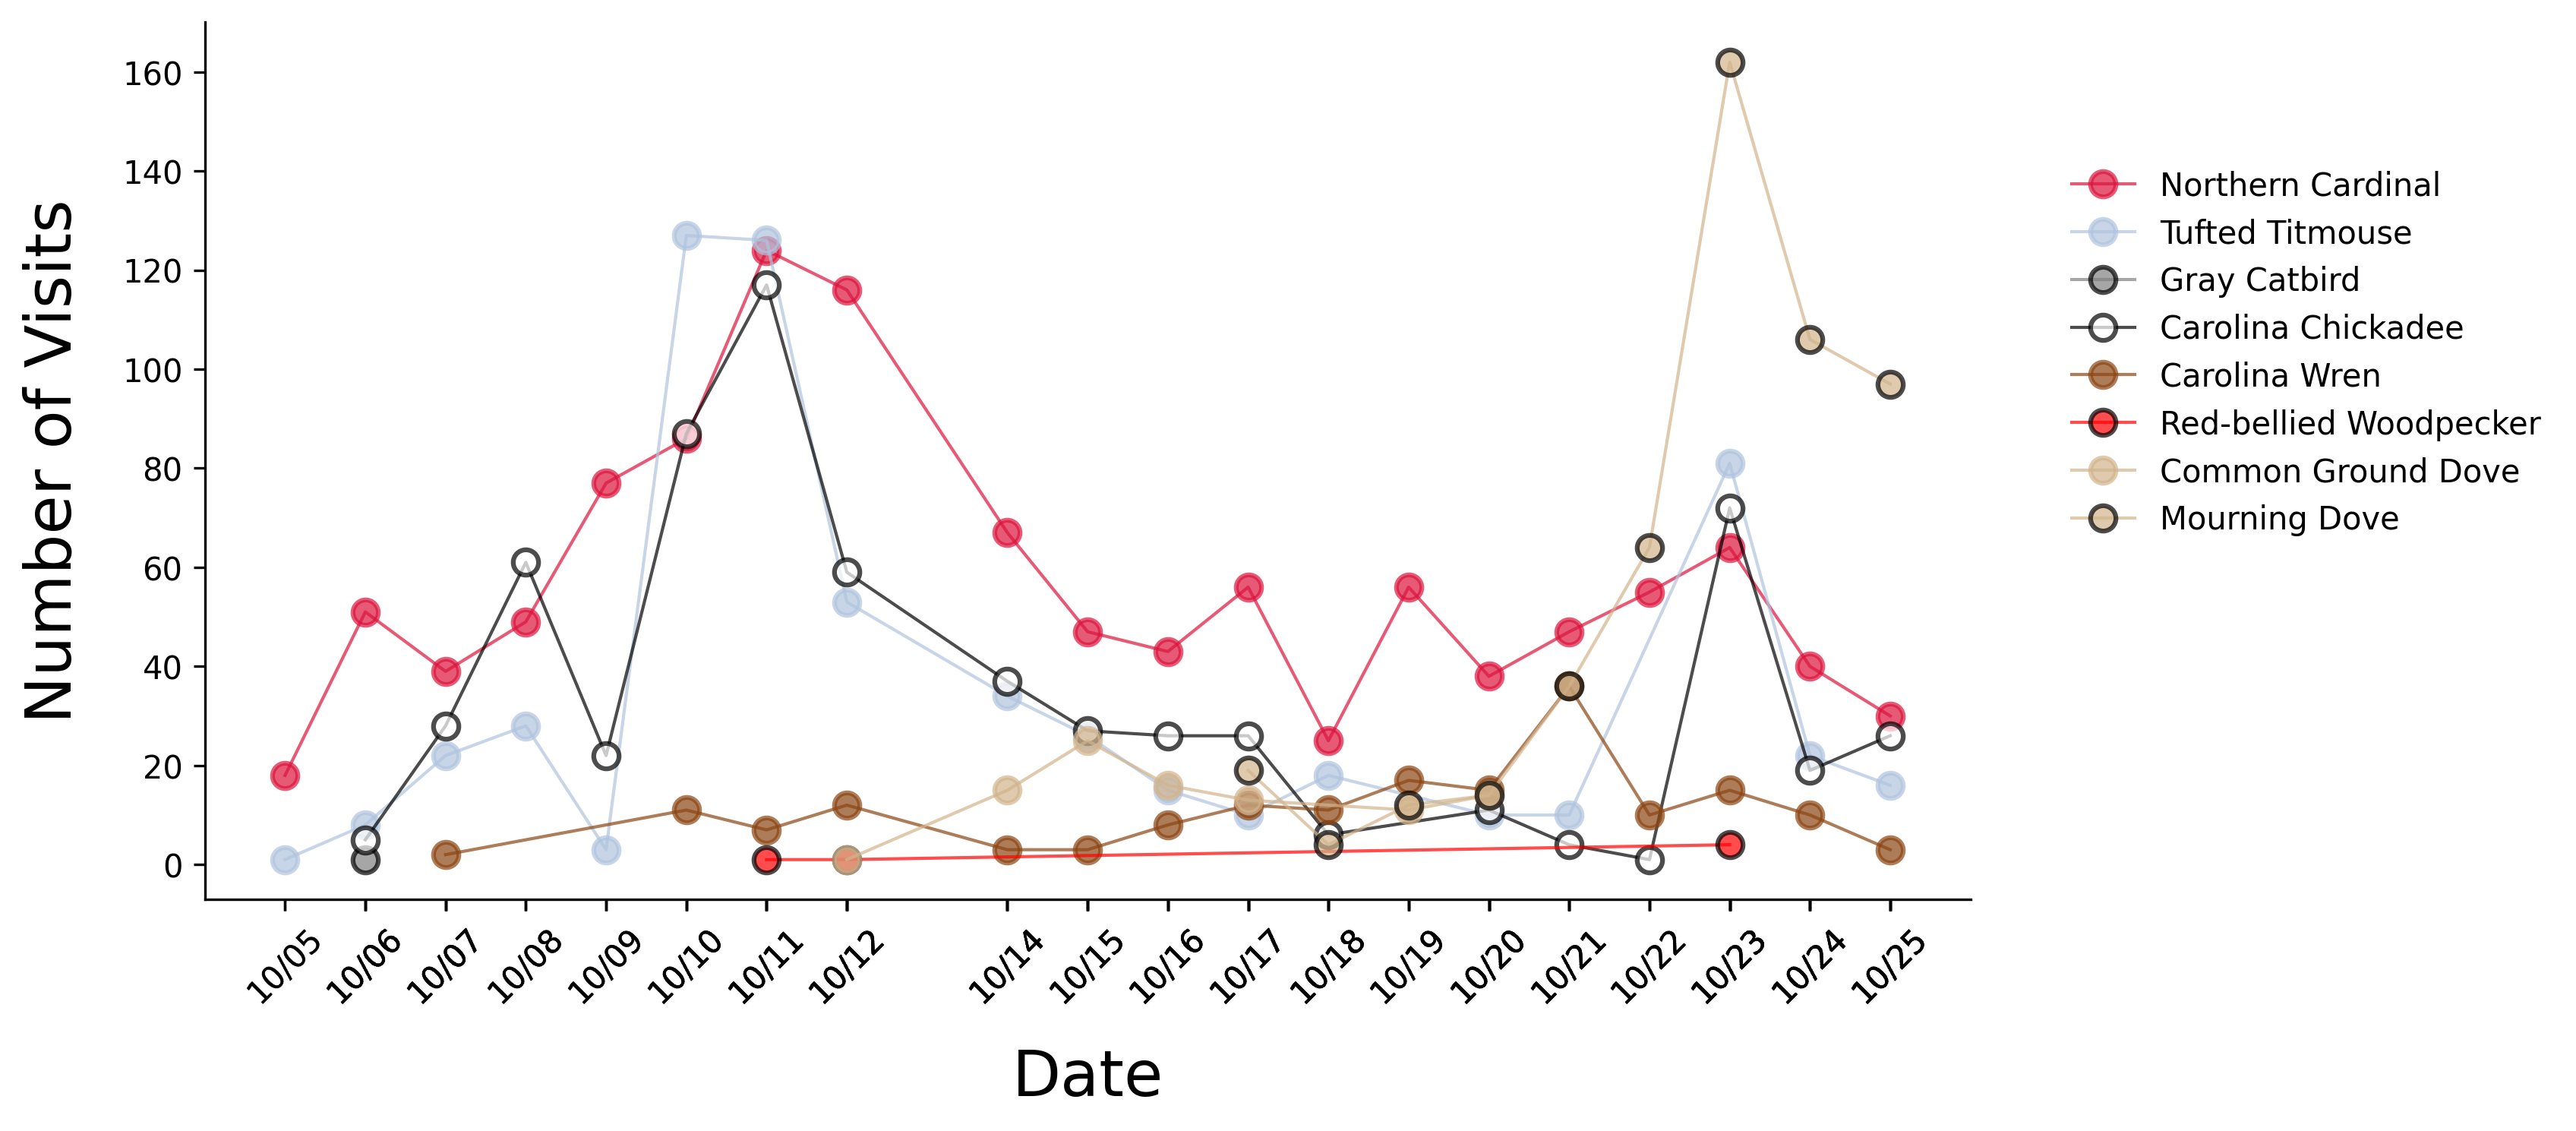 Number of Visits
160
140
120
100
80
60
40
20
0
10/05
10/06
10/07
10/08
10/09
10/10
10/11
10/12
10/14
10/15
10/16
10/17
10/18
10/19
10/20
10/21
10/22
10/23
10/24
10/25
Date
Northern Cardinal
Tufted Titmouse
Gray Catbird
Carolina Chickadee
Carolina Wren
Red-bellied Woodpecker
Common Ground Dove
Mourning Dove